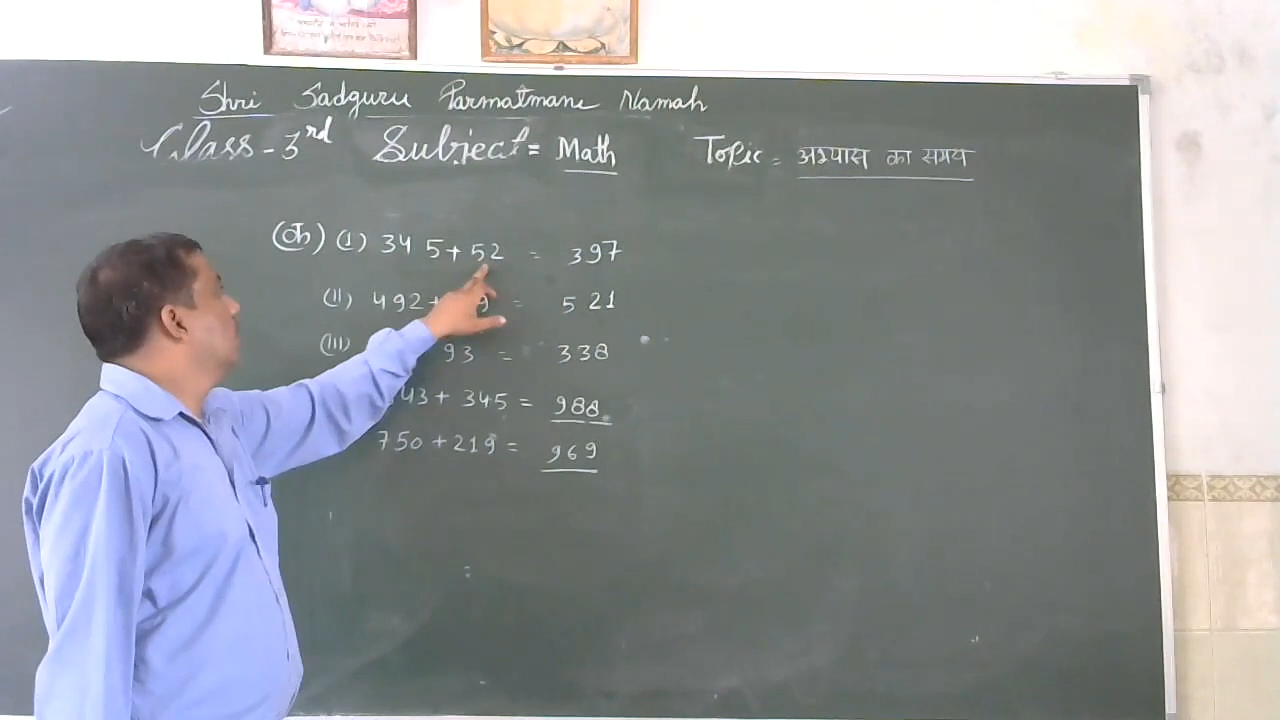 Shri Sadguru Parmatmane Namah
Class - 3rd Subject = Math Topic = अभ्यास का समय
(क) (I) 345 + 52 = 397
(II) 492 + 9 = 521
(III) 93 = 338
43 + 345 = 988
750 + 219 = 969